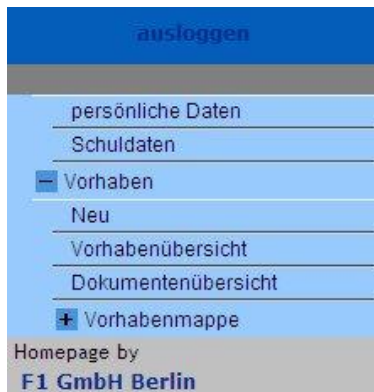 ausloggen
persönliche Daten
Schuldaten
Vorhaben
Neu
Vorhabenübersicht
Dokumentenübersicht
Vorhabenmappe
Homepage by
F1 GmbH Berlin